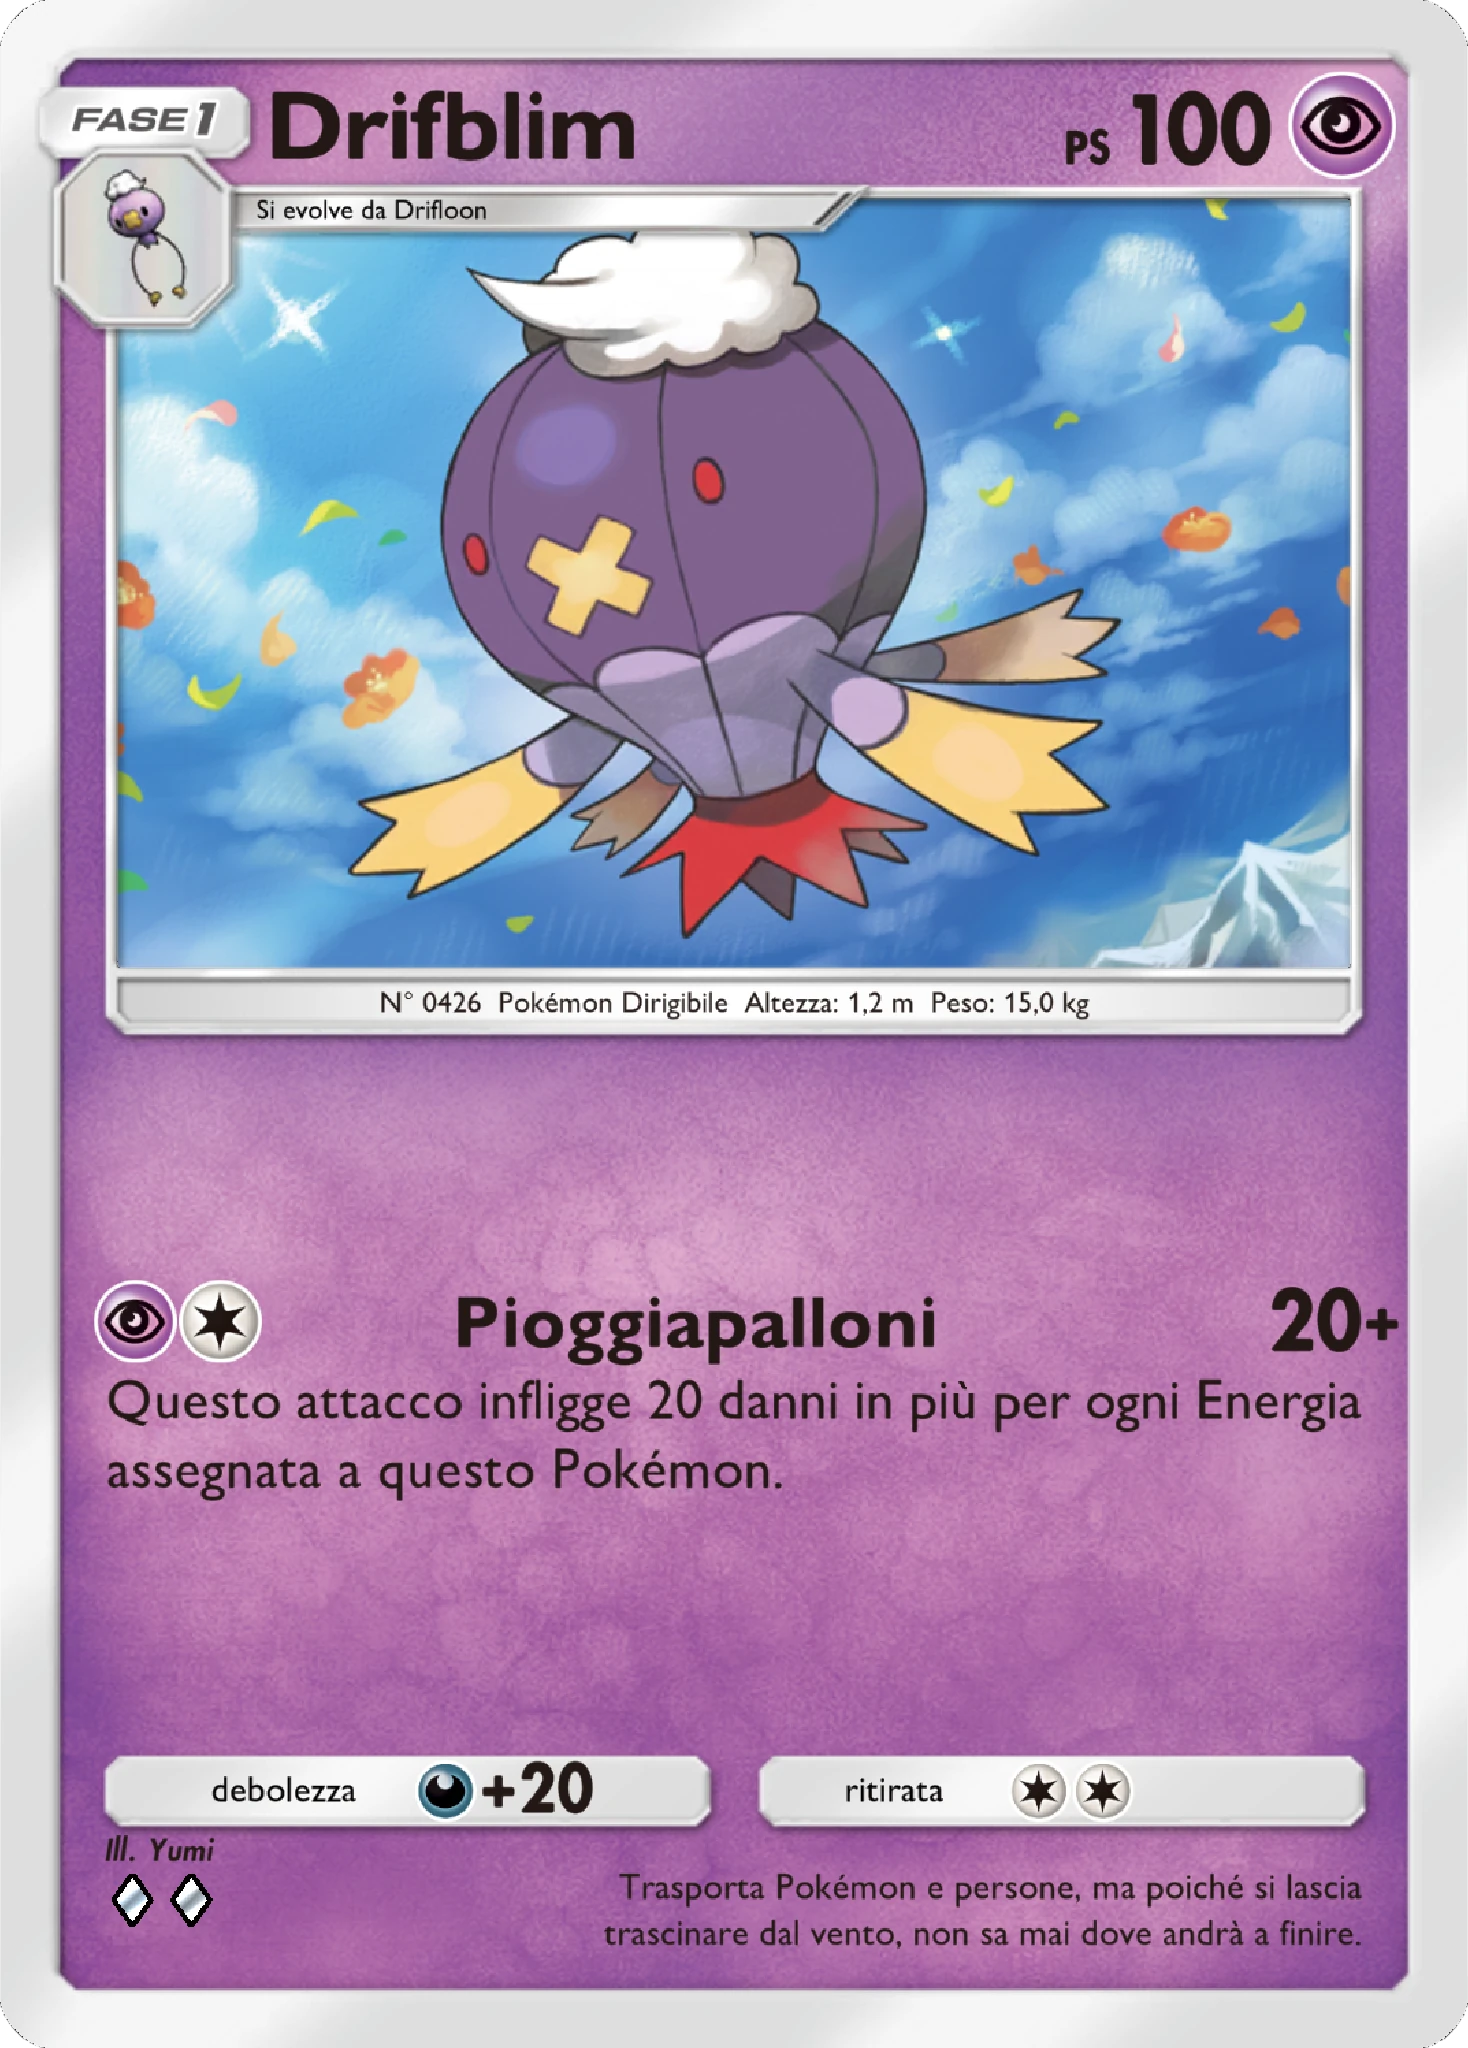 FASE 1
Drifblim
PS 100
Si evolve da Drifloon
N° 0426 Pokémon Dirigibile Altezza: 1,2 m Peso: 15,0 kg
Pioggiapalloni 20+
Questo attacco infligge 20 danni in più per ogni Energia
assegnata a questo Pokémon.
debolezza +20
ritirata
Ill. Yumi
Trasporta Pokémon e persone, ma poiché si lascia
trascinare dal vento, non sa mai dove andrà a finire.